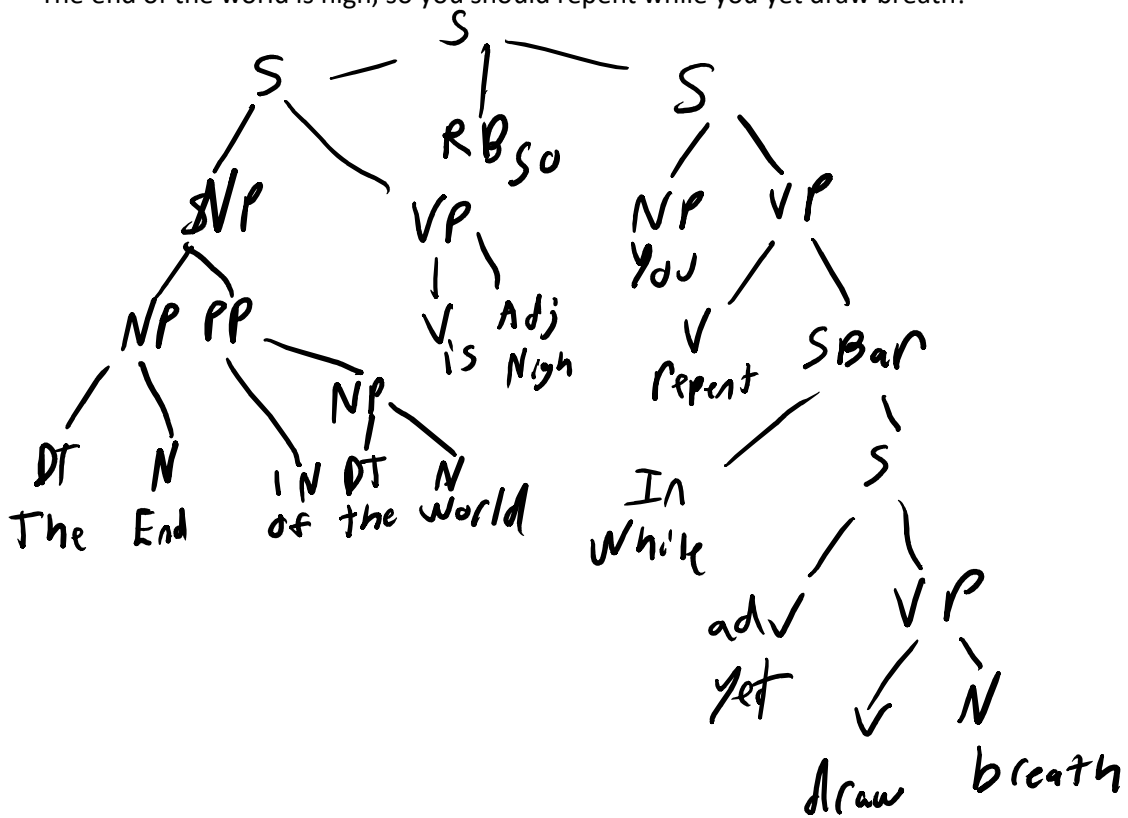 The end of the world is nigh, so you should repent while you yet draw breath!
S
S S
RB so
NP VP NP VP
you
NP PP V Adj V SBar
is Nigh repent
NP S
DT N IN DT N In
The End of the world While
adv VP
yet V N
draw breath